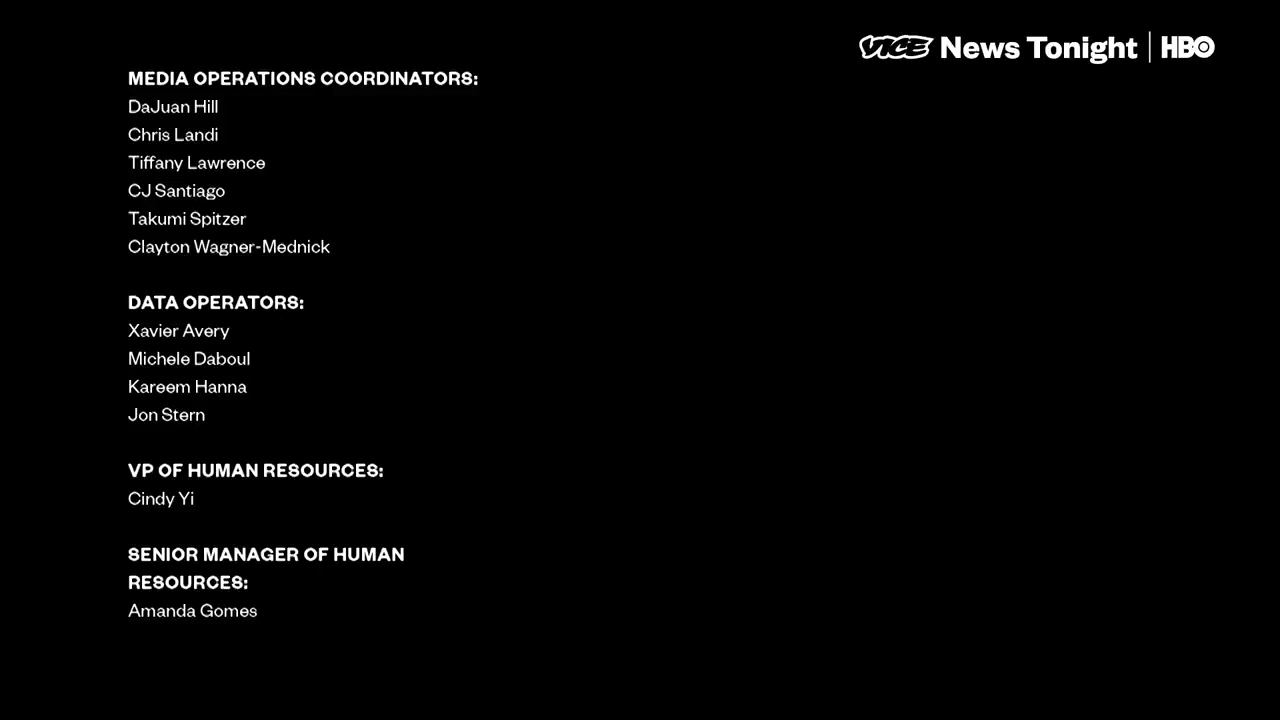 VICE News Tonight | HBO
MEDIA OPERATIONS COORDINATORS:
DaJuan Hill
Chris Landi
Tiffany Lawrence
CJ Santiago
Takumi Spitzer
Clayton Wagner-Mednick
DATA OPERATORS:
Xavier Avery
Michele Daboul
Kareem Hanna
Jon Stern
VP OF HUMAN RESOURCES:
Cindy Yi
SENIOR MANAGER OF HUMAN
RESOURCES:
Amanda Gomes